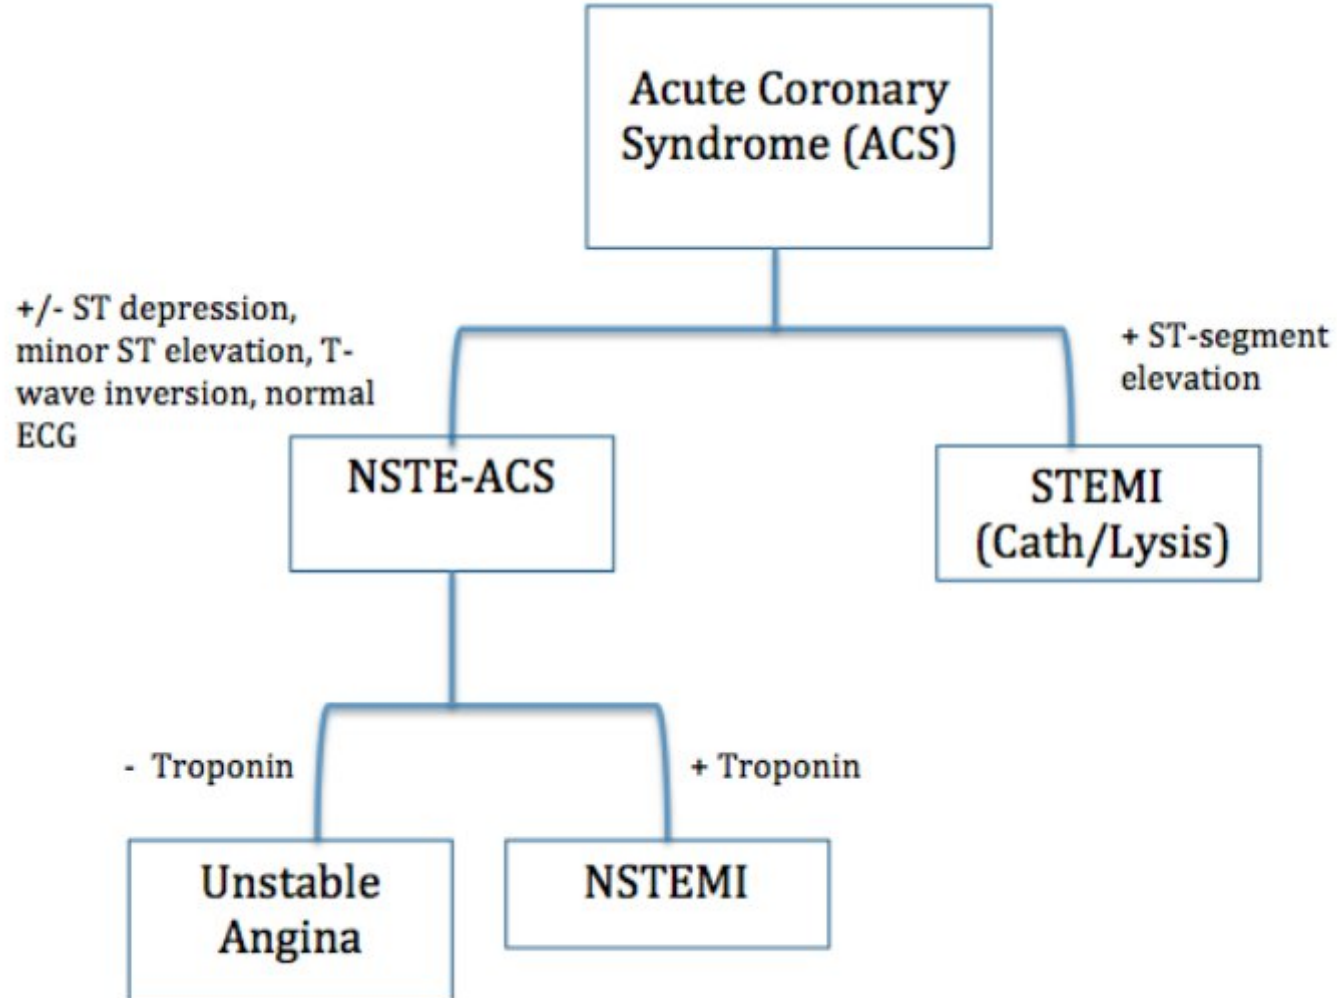 Acute Coronary
Syndrome (ACS)
+/- ST depression,
minor ST elevation, T-
wave inversion, normal
ECG
+ ST-segment
elevation
NSTE-ACS
STEMI
(Cath/Lysis)
- Troponin
+ Troponin
Unstable
Angina
NSTEMI